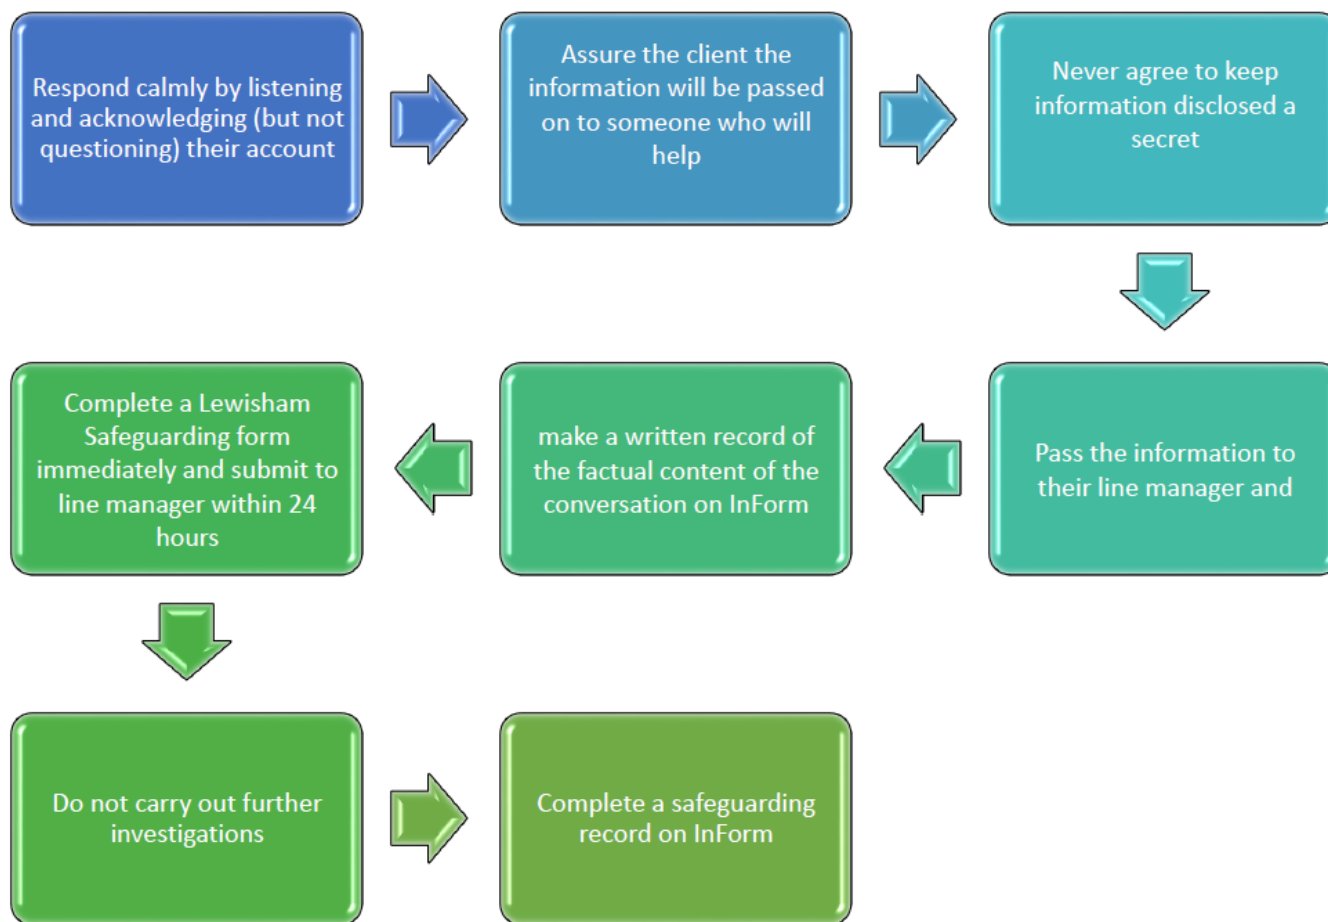 Respond calmly by listening
and acknowledging (but not
questioning) their account
Assure the client the
information will be passed
on to someone who will
help
Never agree to keep
information disclosed a
secret
Pass the information to
their line manager and
make a written record of
the factual content of the
conversation on InForm
Complete a Lewisham
Safeguarding form
immediately and submit to
line manager within 24
hours
Do not carry out further
investigations
Complete a safeguarding
record on InForm